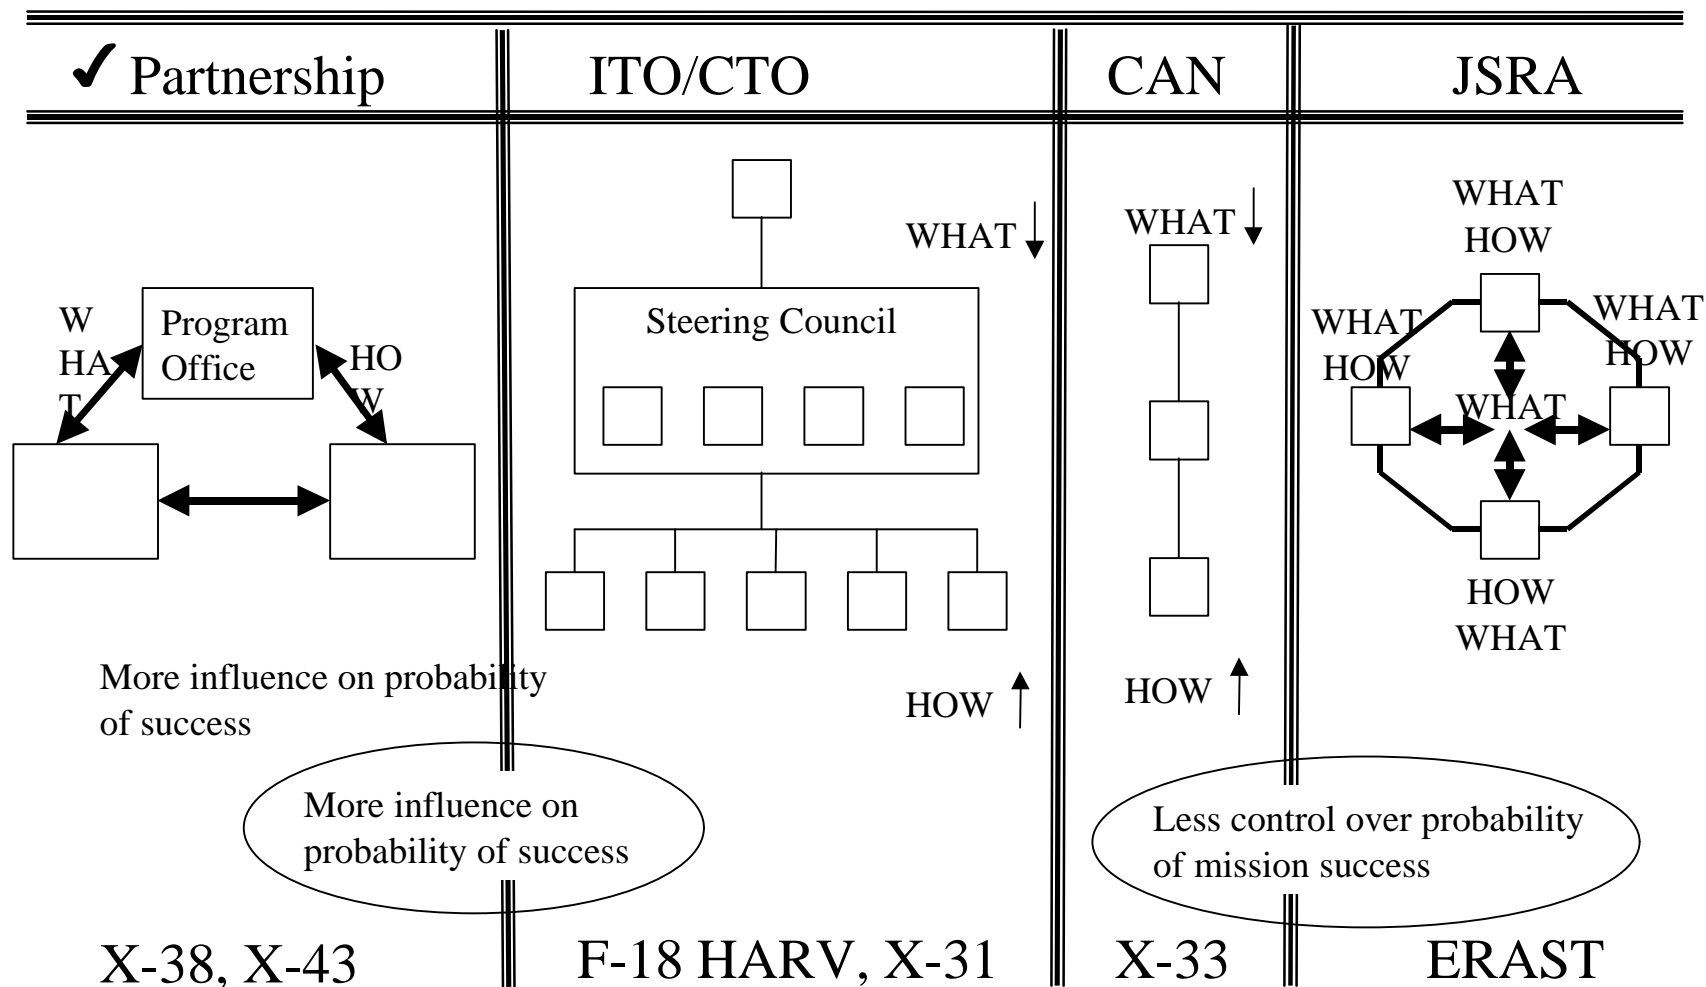 ✓ Partnership
ITO/CTO
CAN
JSRA
W
HA
T
Program
Office
HO
W
More influence on probability
of success
WHAT
Steering Council
HOW
WHAT
HOW
WHAT
HOW
WHAT
HOW
WHAT
HOW
WHAT
HOW
WHAT
More influence on
probability of success
Less control over probability
of mission success
X-38, X-43
F-18 HARV, X-31
X-33
ERAST